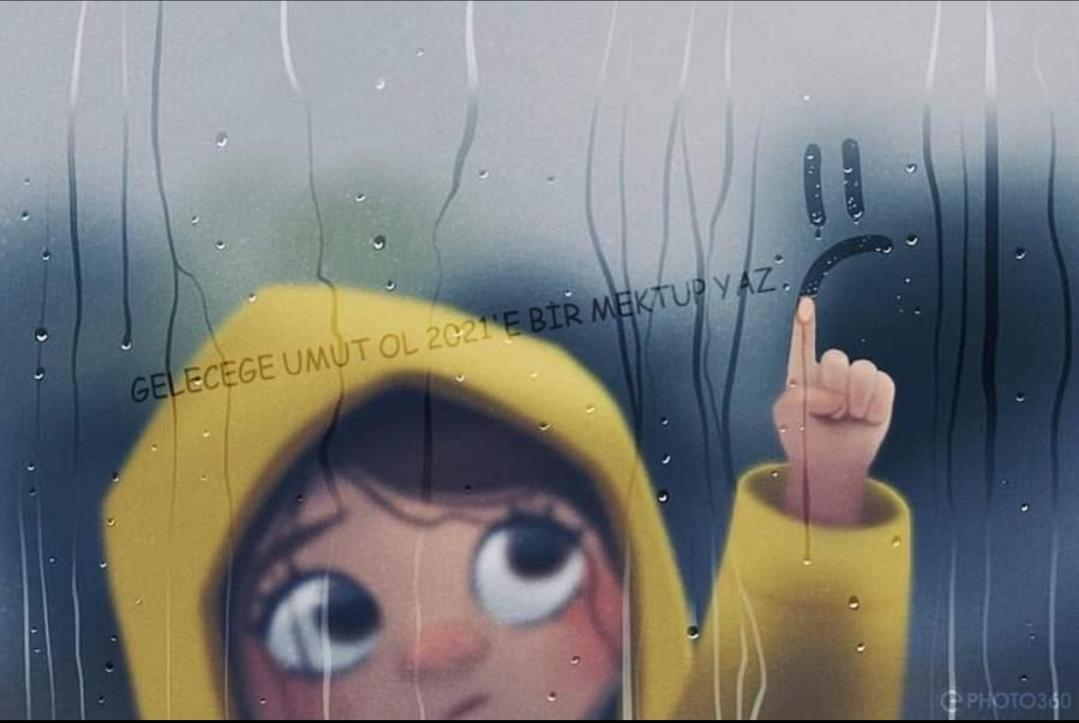 GELECEGE UMUT OL 2021'E BİR MEKTUP YAZ.
PHOTO360